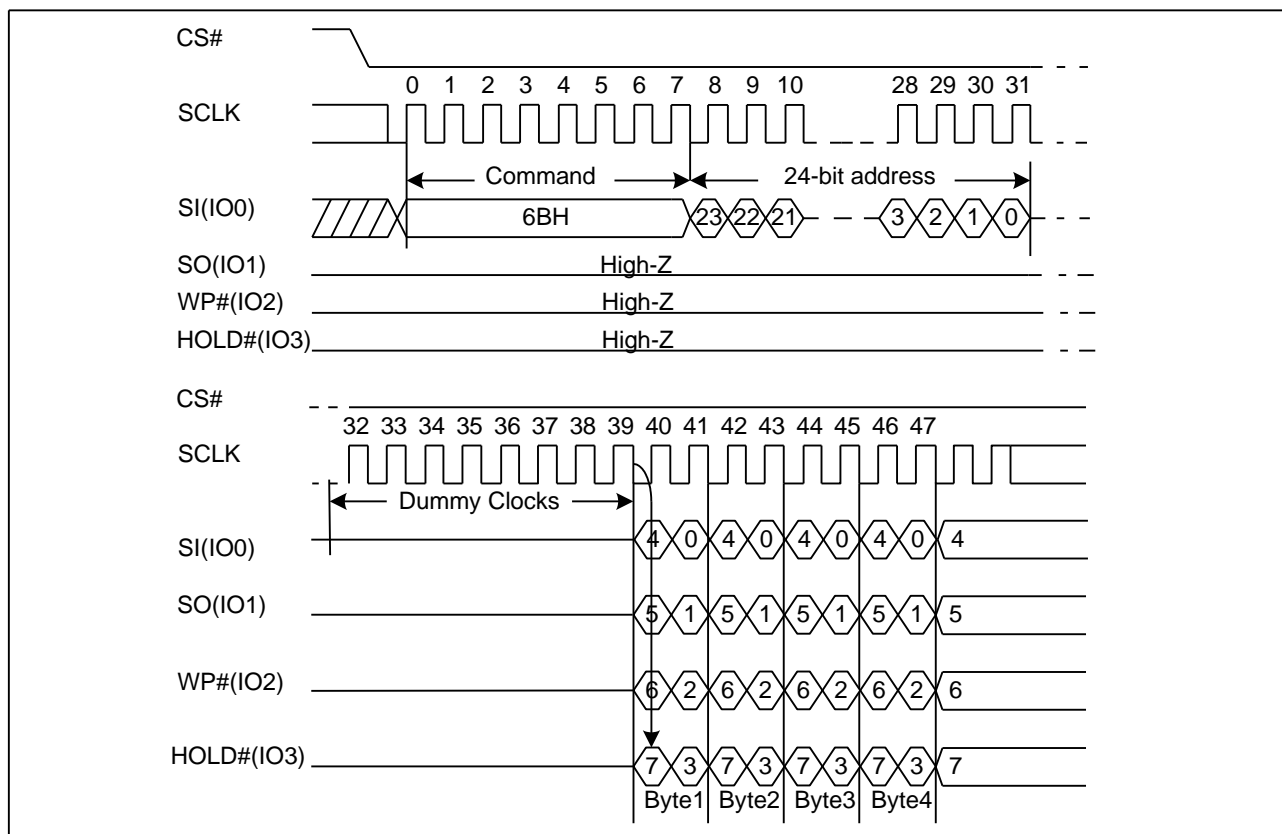 CS#
0 1 2 3 4 5 6 7 8 9 10 28 29 30 31
SCLK
Command 24-bit address
SI(IO0) 6BH 23 22 21 3 2 1 0
SO(IO1) High-Z
WP#(IO2) High-Z
HOLD#(IO3) High-Z
CS#
32 33 34 35 36 37 38 39 40 41 42 43 44 45 46 47
SCLK
Dummy Clocks
SI(IO0) 4 0 4 0 4 0 4 0 4
SO(IO1) 5 1 5 1 5 1 5 1 5
WP#(IO2) 6 2 6 2 6 2 6 2 6
HOLD#(IO3) 7 3 7 3 7 3 7 3 7
Byte1 Byte2 Byte3 Byte4